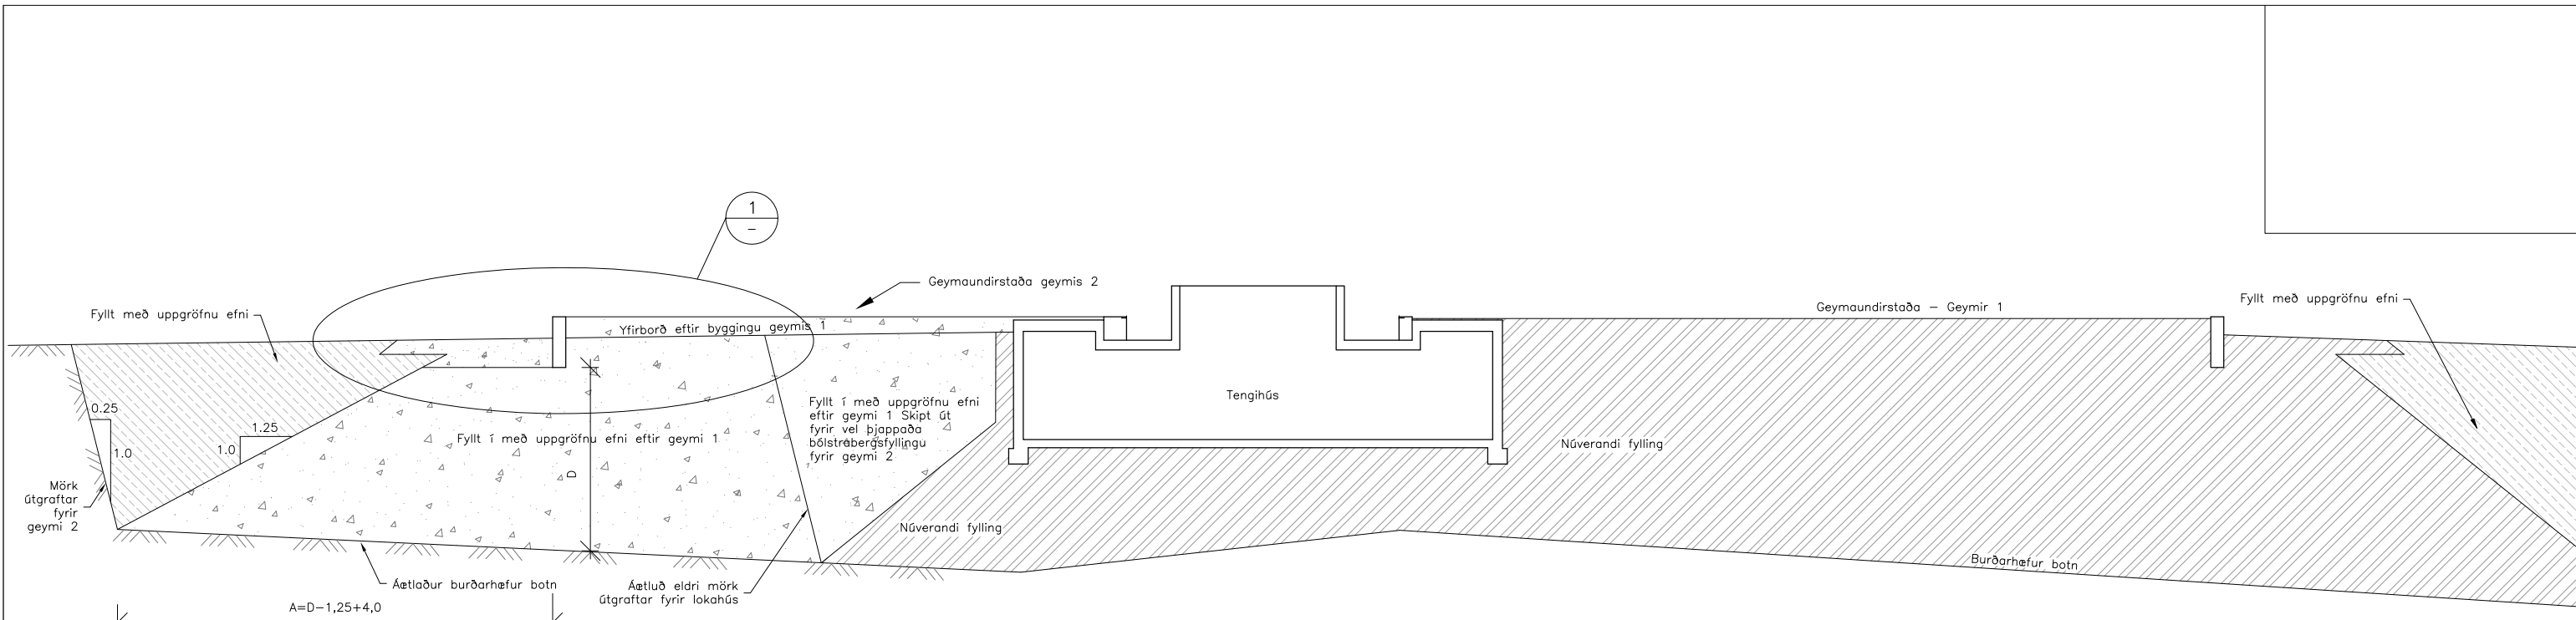 1
–
Geymaundirstaða geymis 2
Fyllt með uppgröfnu efni
Yfirborð eftir byggingu geymis 1
Geymaundirstaða – Geymir 1
Fyllt með uppgröfnu efni
0.25
1.0
1.25
1.0
Fyllt í með uppgröfnu efni eftir geymi 1
D
Fyllt í með uppgröfnu efni
eftir geymi 1 Skipt út
fyrir vel þjappaða
bólstrabergsfyllingu
fyrir geymi 2
Tengihús
Núverandi fylling
Mörk
útgraftar
fyrir
geymi 2
Núverandi fylling
Áætlaður burðarhæfur botn
Áætluð eldri mörk
útgraftar fyrir lokahús
Burðarhæfur botn
A=D–1,25+4,0